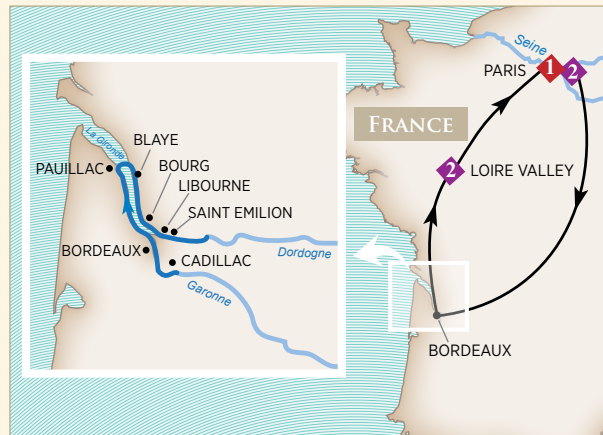 Seine
PARIS
1
2
FRANCE
La Gironde
BLAYE
PAUILLAC
BOURG
LIBOURNE
SAINT EMILION
2
LOIRE VALLEY
BORDEAUX
Dordogne
CADILLAC
Garonne
BORDEAUX